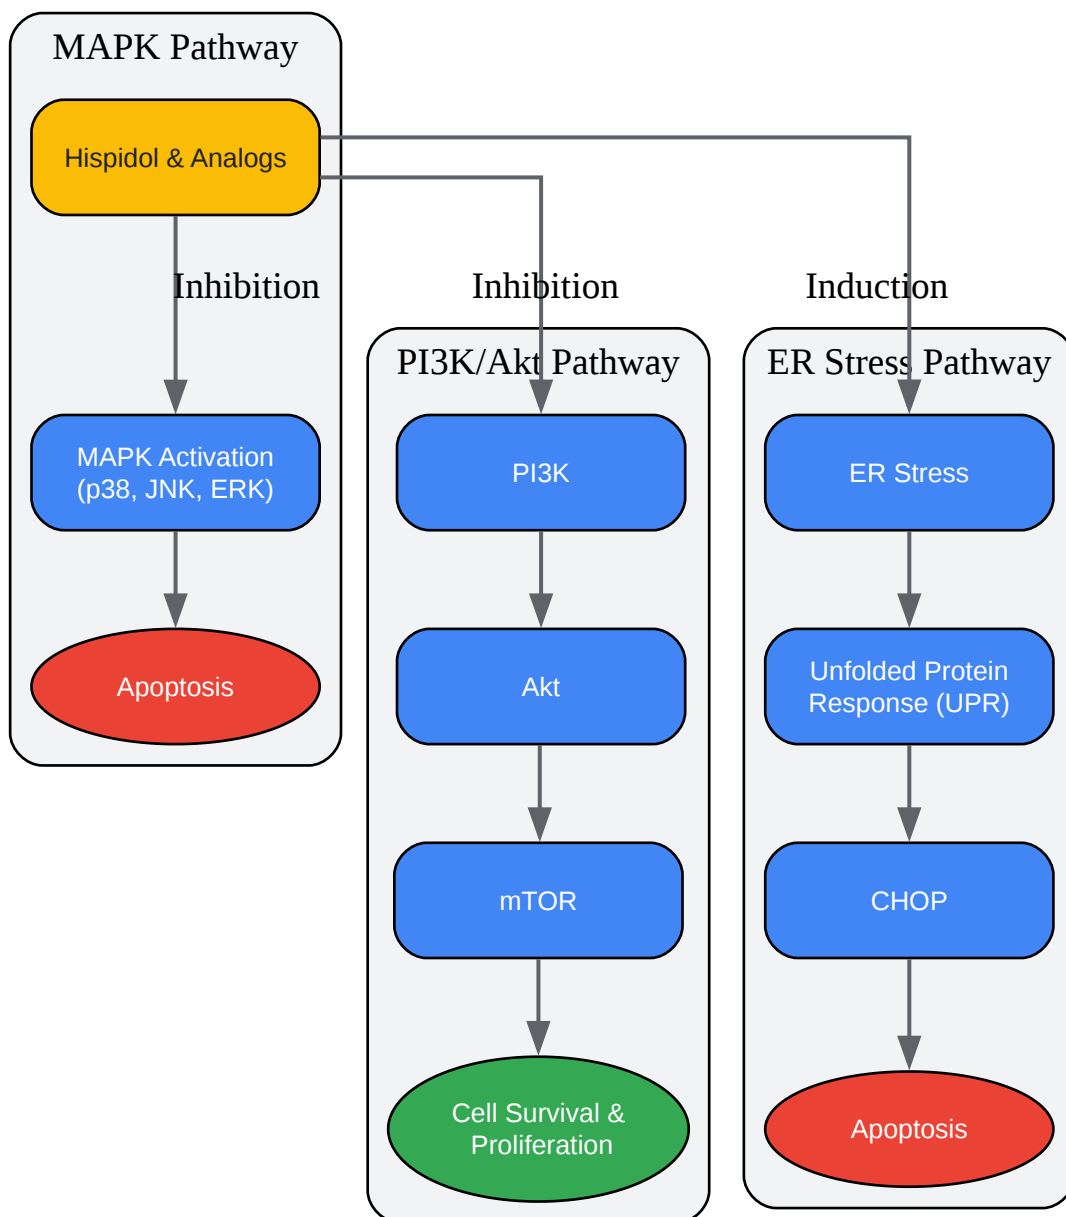 MAPK Pathway
Hispidol & Analogs
Inhibition
MAPK Activation
(p38, JNK, ERK)
Apoptosis
Inhibition
PI3K/Akt Pathway
PI3K
Akt
mTOR
Cell Survival &
Proliferation
Induction
ER Stress Pathway
ER Stress
Unfolded Protein
Response (UPR)
CHOP
Apoptosis